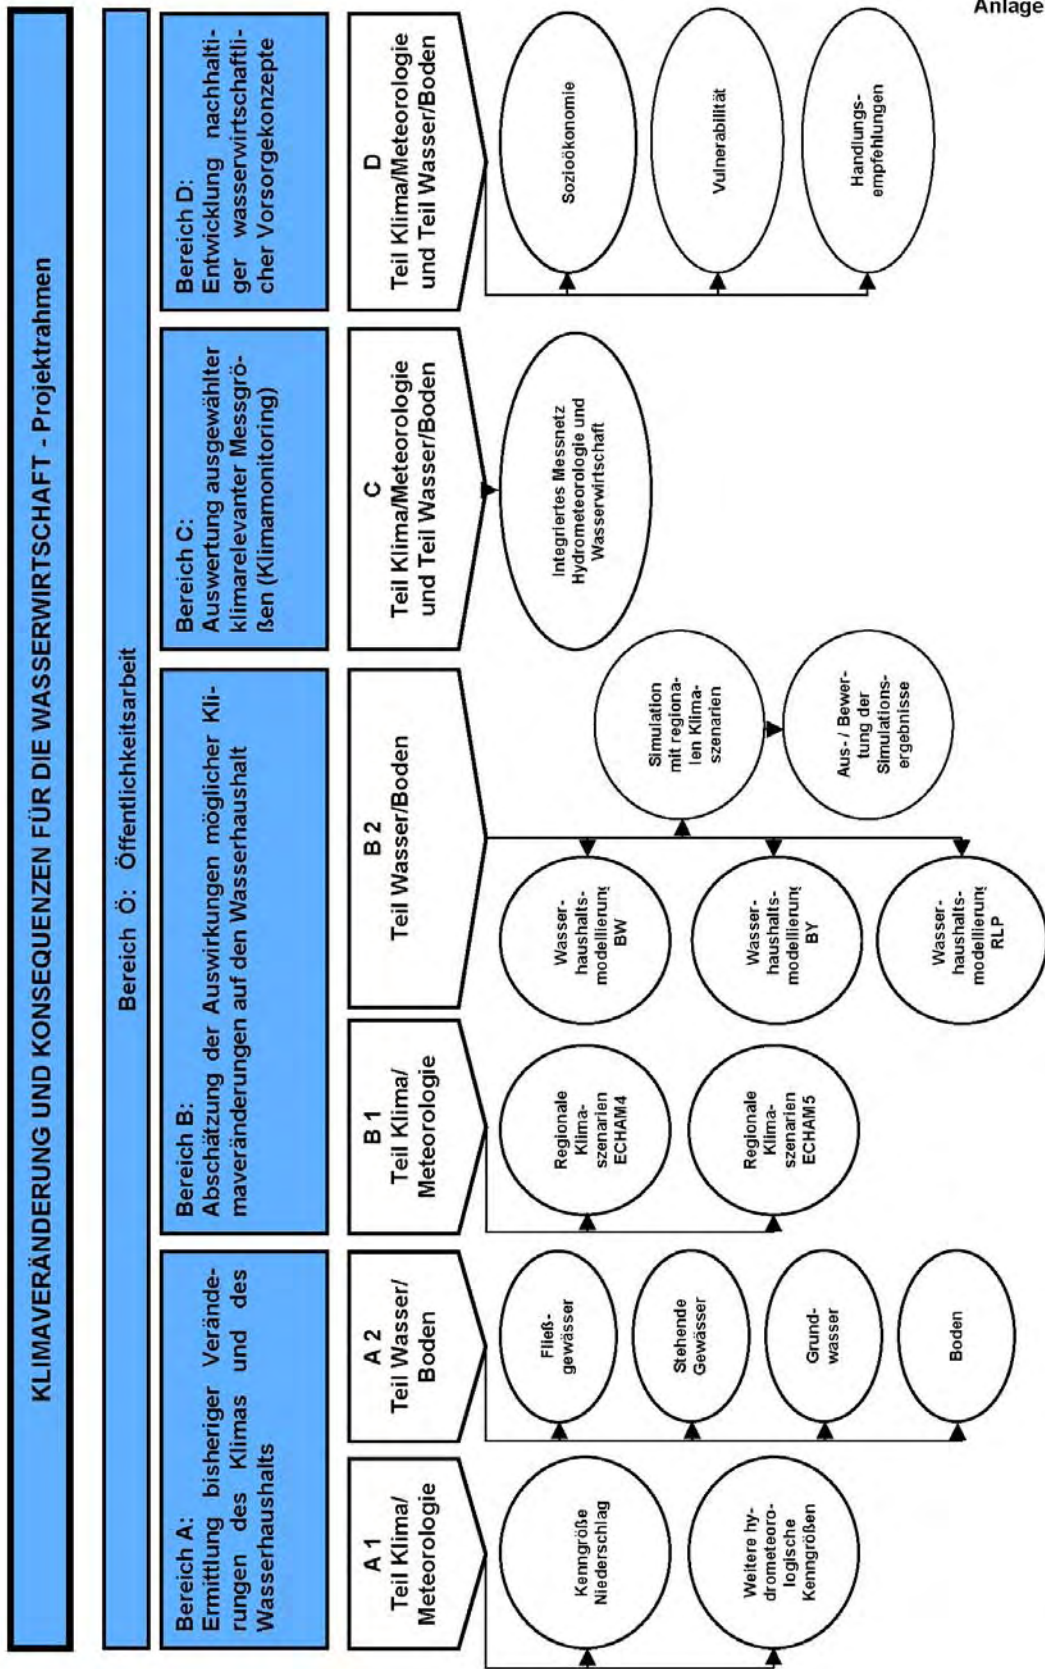 Anlage
KLIMAVERÄNDERUNG UND KONSEQUENZEN FÜR DIE WASSERWIRTSCHAFT - Projektrahmen
Bereich Ö: Öffentlichkeitsarbeit
Bereich A:
Ermittlung bisheriger Verände-
rungen des Klimas und des
Wasserhaushalts
Bereich B:
Abschätzung der Auswirkungen möglicher Kli-
maveränderungen auf den Wasserhaushalt
Bereich C:
Auswertung ausgewählter
klimarelevanter Messgrö-
ßen (Klimamonitoring)
Bereich D:
Entwicklung nachhalti-
ger wasserwirtschaftli-
cher Vorsorgekonzepte
A 1
Teil Klima/
Meteorologie
Kenngröße
Niederschlag
Weitere hy-
drometeoro-
logische
Kenngrößen
A 2
Teil Wasser/
Boden
Fließ-
gewässer
Stehende
Gewässer
Grund-
wasser
Boden
B 1
Teil Klima/
Meteorologie
Regionale
Klima-
szenarien
ECHAM4
Regionale
Klima-
szenarien
ECHAM5
B 2
Teil Wasser/Boden
Wasser-
haushalts-
modellierung
BW
Wasser-
haushalts-
modellierung
BY
Wasser-
haushalts-
modellierung
RLP
Simulation
mit regiona-
len Klima-
szenarien
Aus- / Bewer-
tung der
Simulations-
ergebnisse
C
Teil Klima/Meteorologie
und Teil Wasser/Boden
Integriertes Messnetz
Hydrometeorologie und
Wasserwirtschaft
D
Teil Klima/Meteorologie
und Teil Wasser/Boden
Sozioökonomie
Vulnerabilität
Handlungs-
empfehlungen